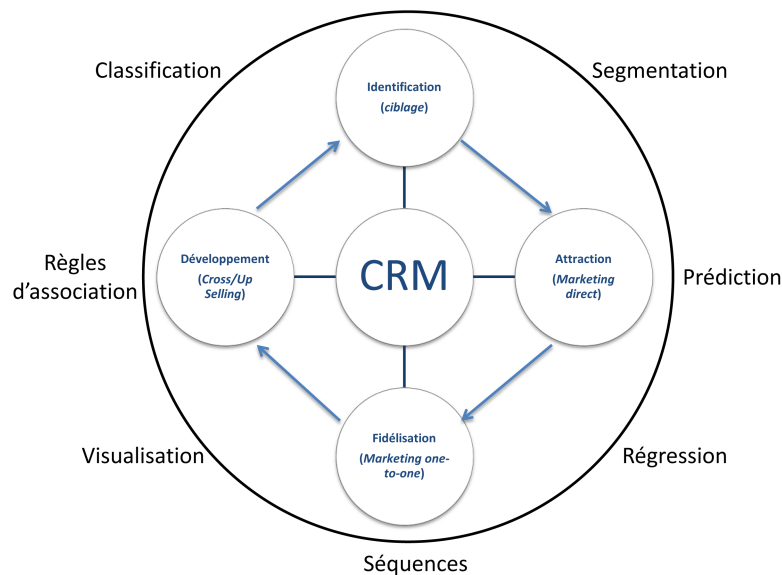 Classification
Segmentation
Identification
(ciblage)
Règles
d’association
Développement
(Cross/Up
Selling)
CRM
Attraction
(Marketing
direct)
Prédiction
Visualisation
Fidélisation
(Marketing one-
to-one)
Régression
Séquences